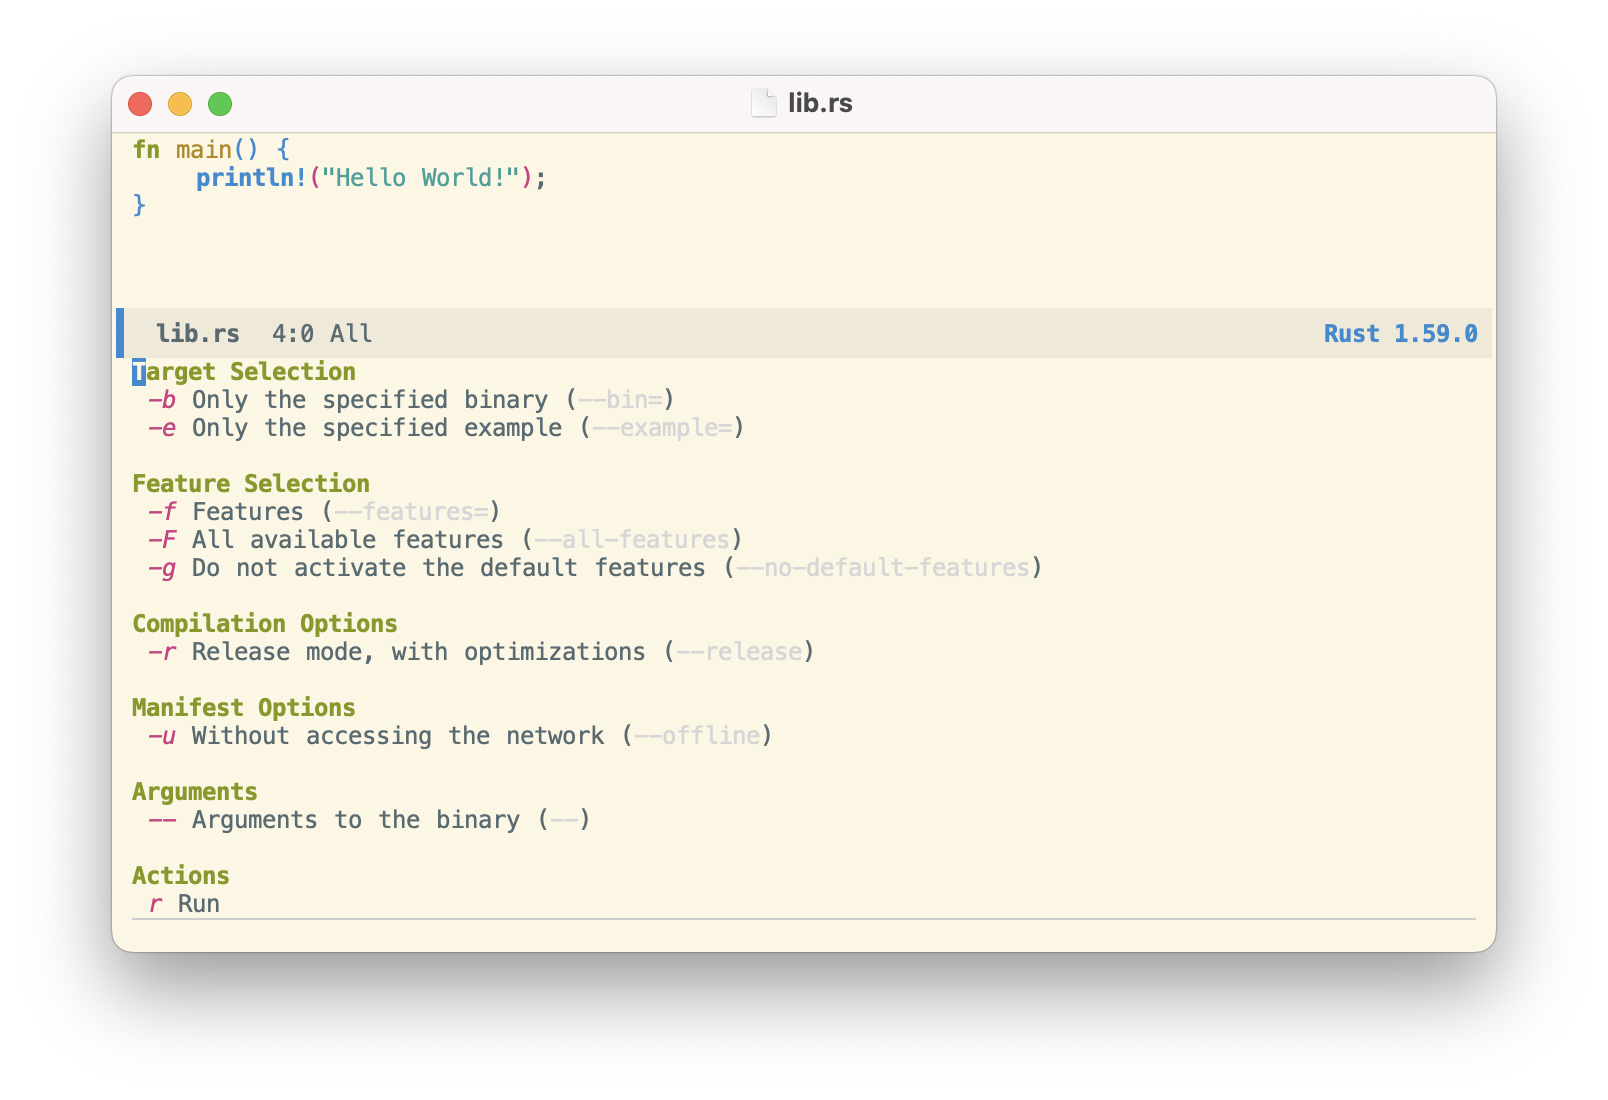 lib.rs
fn main() {
    println!("Hello World!");
}
lib.rs 4:0 All Rust 1.59.0
Target Selection
-b Only the specified binary (--bin=)
-e Only the specified example (--example=)
Feature Selection
-f Features (--features=)
-F All available features (--all-features)
-g Do not activate the default features (--no-default-features)
Compilation Options
-r Release mode, with optimizations (--release)
Manifest Options
-u Without accessing the network (--offline)
Arguments
-- Arguments to the binary (--)
Actions
r Run